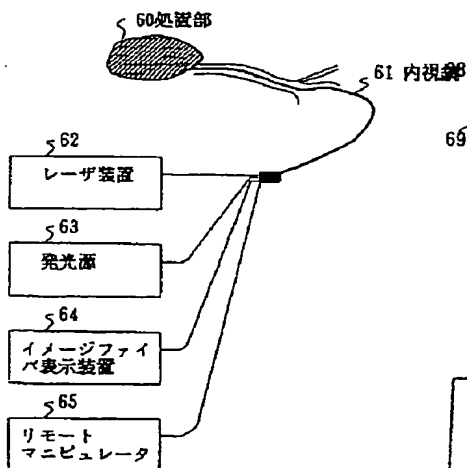 60処置部
61 内視鏡
69
62
レーザ装置
63
発光源
64
イメージファイ
バ表示装置
65
リモート
マニピュレータ